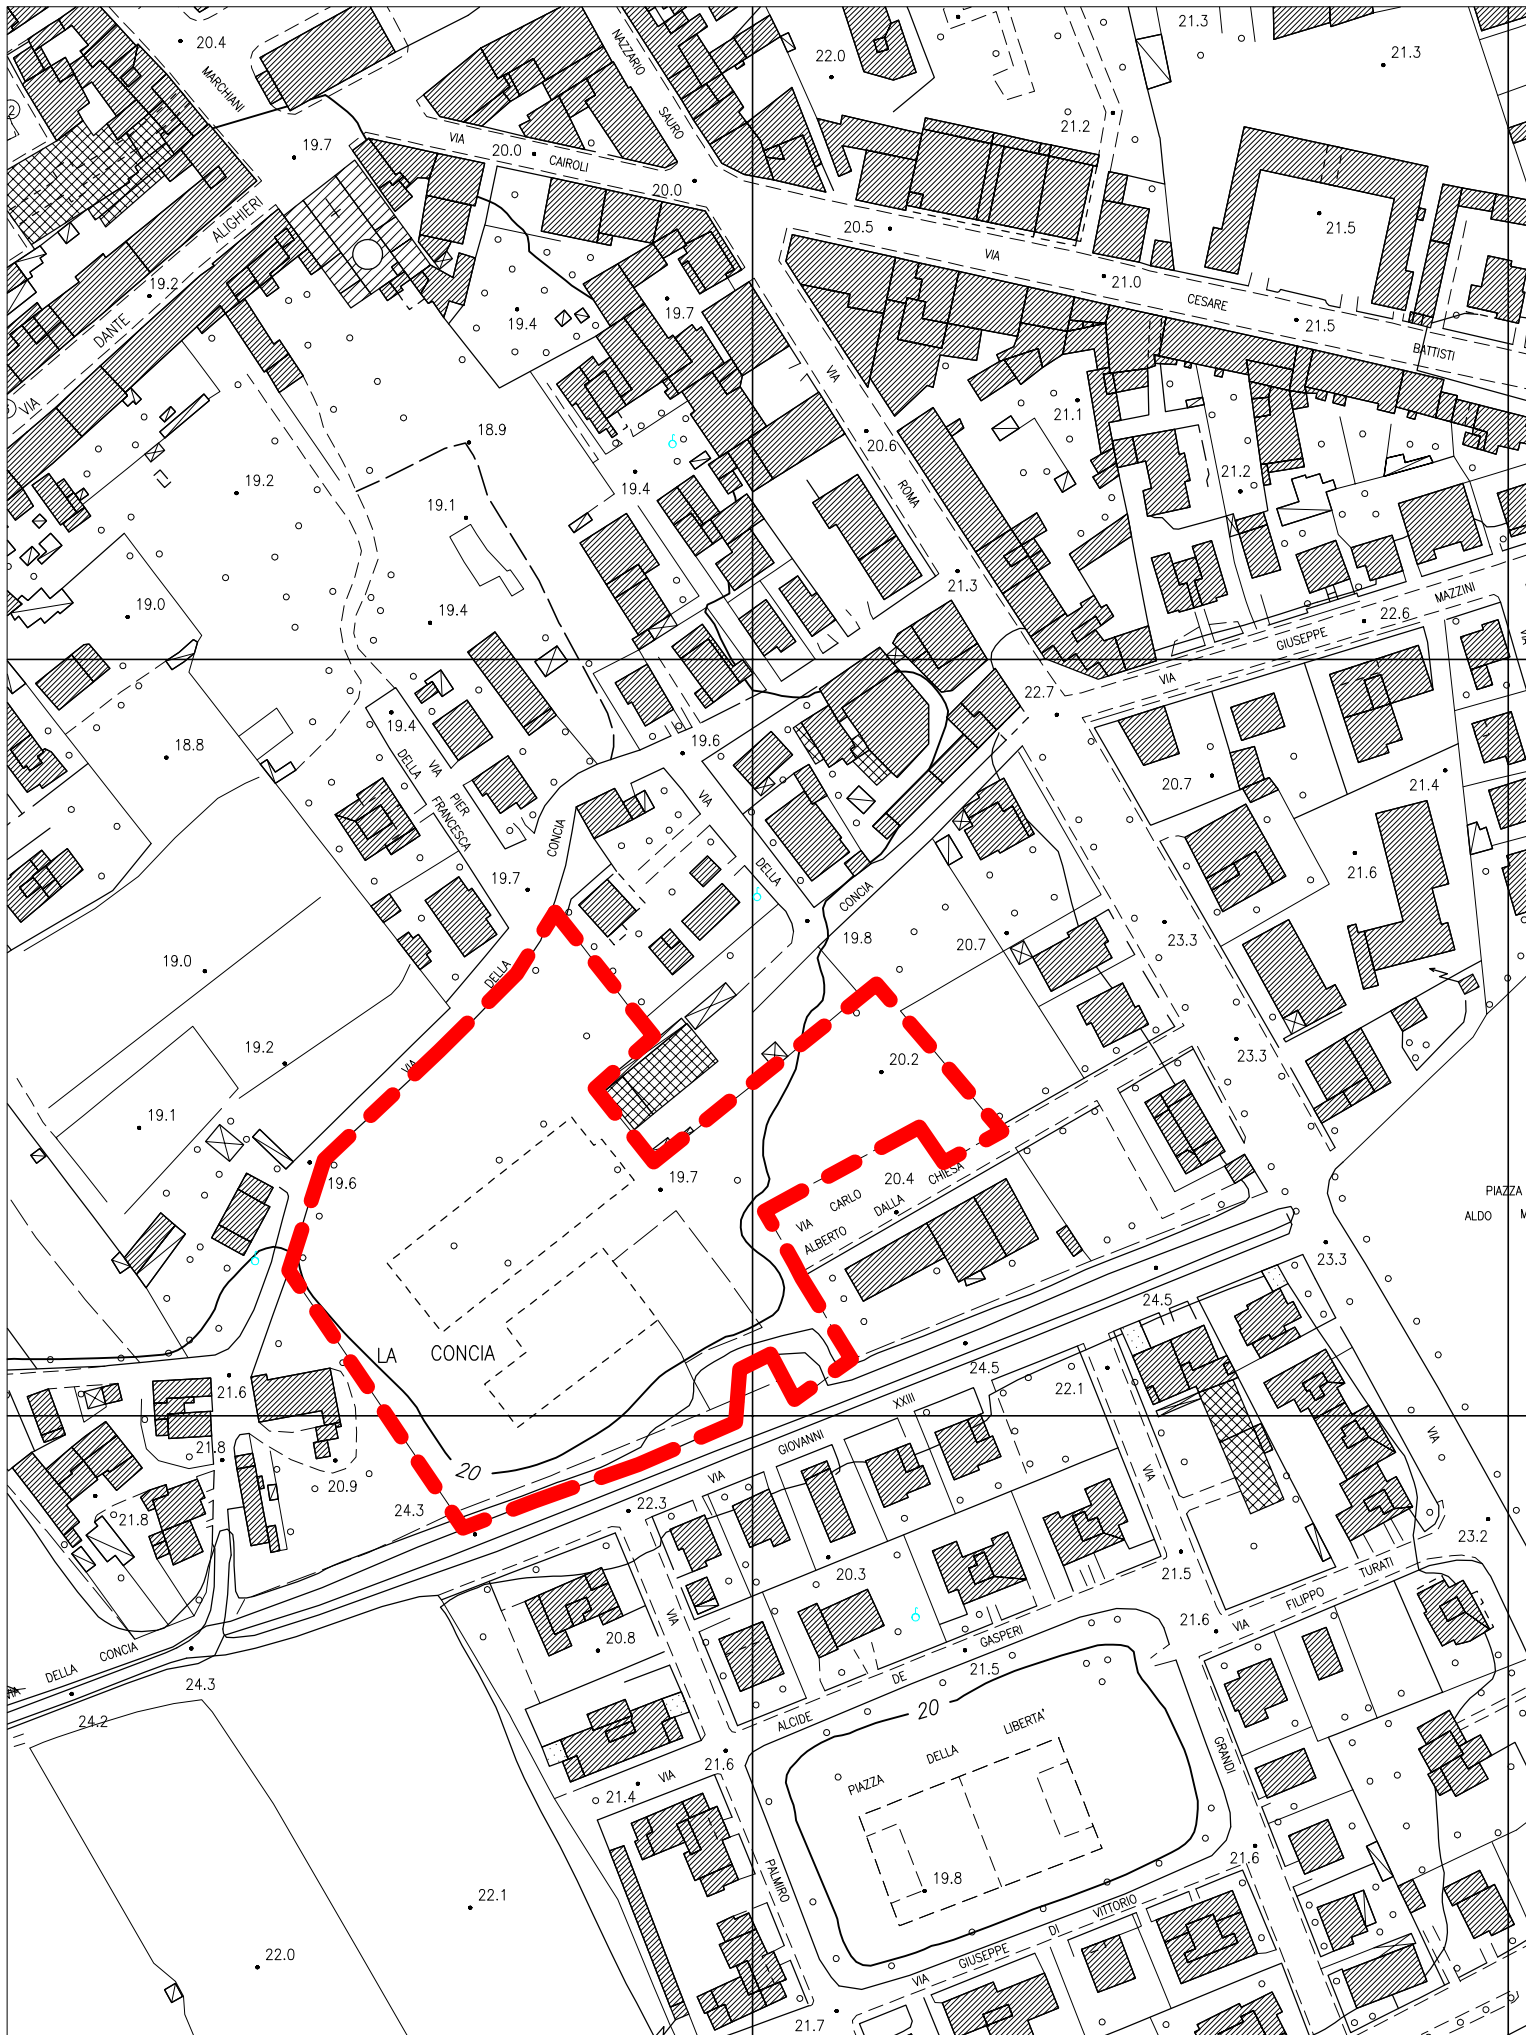 20.4
MARCHIANI
NAZZARIO
SAURO
22.0
21.3
21.3
19.7
VIA
20.0
CAIROLI
20.0
21.2
20.5
VIA
21.0
CESARE
21.5
21.5
BATTISTI
ALIGHIERI
19.2
DANTE
VIA
19.4
19.7
VIA
21.1
20.6
ROMA
21.2
18.9
19.2
19.1
19.4
21.3
19.0
19.4
22.6
MAZZINI
GIUSEPPE
VIA
22.7
18.8
19.4
DELLA
VIA
PIER
FRANCESCA
19.6
VIA
DELLA
CONCIA
20.7
21.4
CONCIA
19.7
21.6
19.8
20.7
23.3
19.0
DELLA
VIA
19.2
20.2
23.3
19.1
19.6
19.7
20.4
CHIESA
DALLA
CARLO
VIA
ALBERTO
PIAZZA
ALDO M
23.3
24.5
LA CONCIA
24.5
22.1
21.6
XXIII
GIOVANNI
VIA
VIA
VIA
21.8
20
20.9
24.3
22.3
21.8
23.2
20.3
21.5
TURATI
FILIPPO
VIA
21.6
VIA
20.8
GASPERI
DE
21.5
ALCIDE
DELLA CONCIA
24.3
24.2
20
LIBERTA'
DELLA
PIAZZA
GRANDI
21.6
VIA
21.4
19.8
21.6
PALMIRO
VITTORIO
DI
GIUSEPPE
VIA
22.1
22.0
21.7